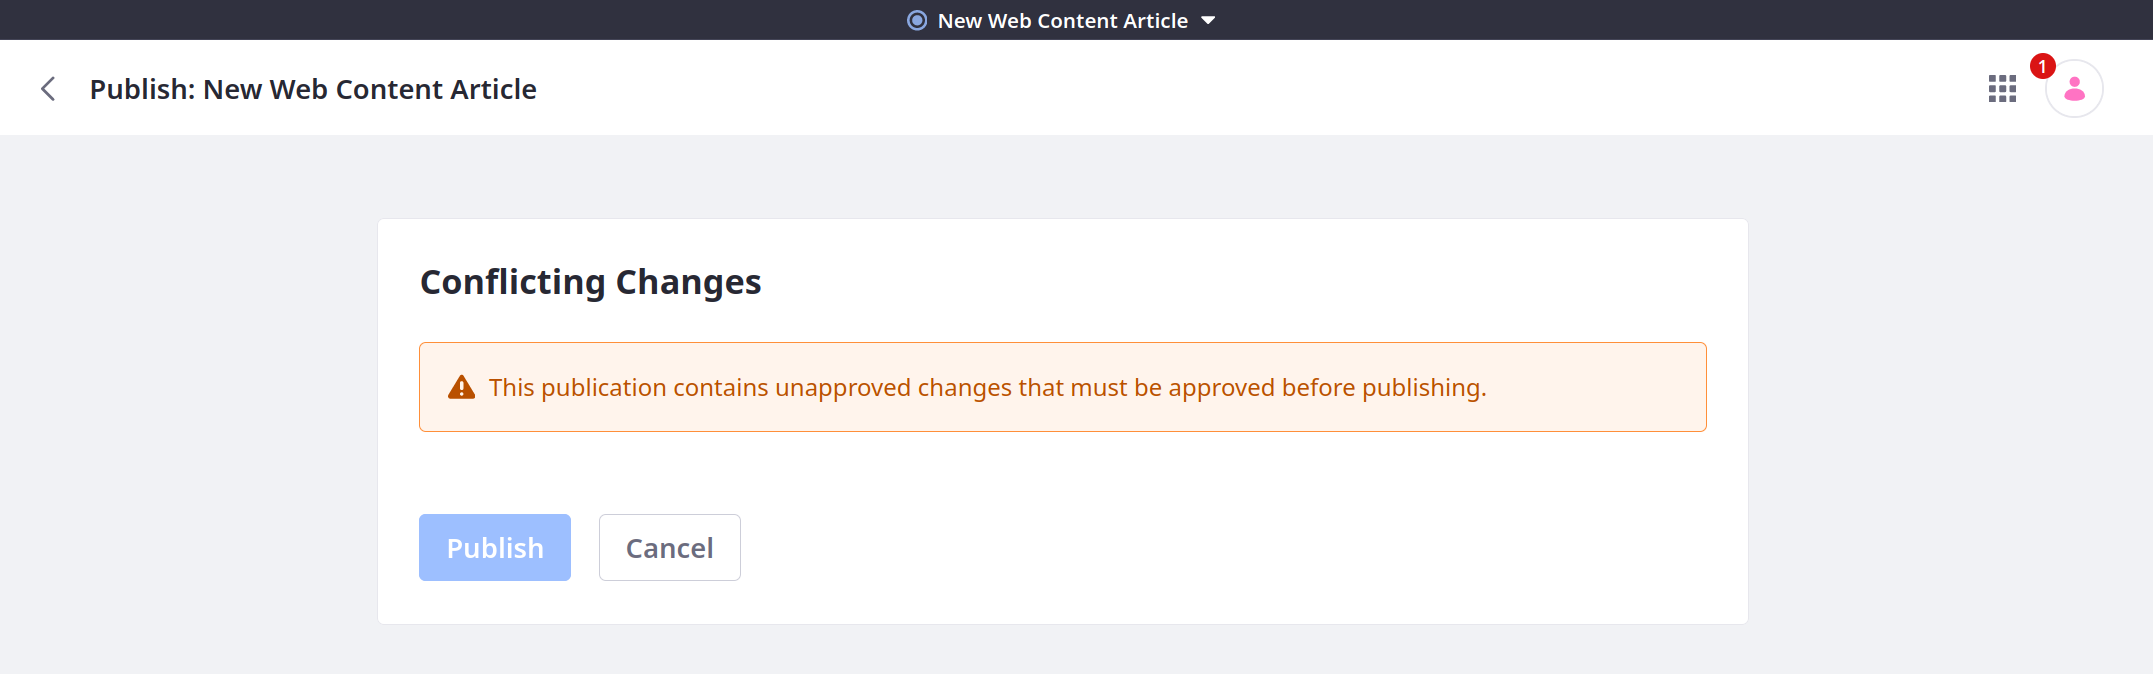 New Web Content Article
Publish: New Web Content Article
1
Conflicting Changes
This publication contains unapproved changes that must be approved before publishing.
Publish
Cancel